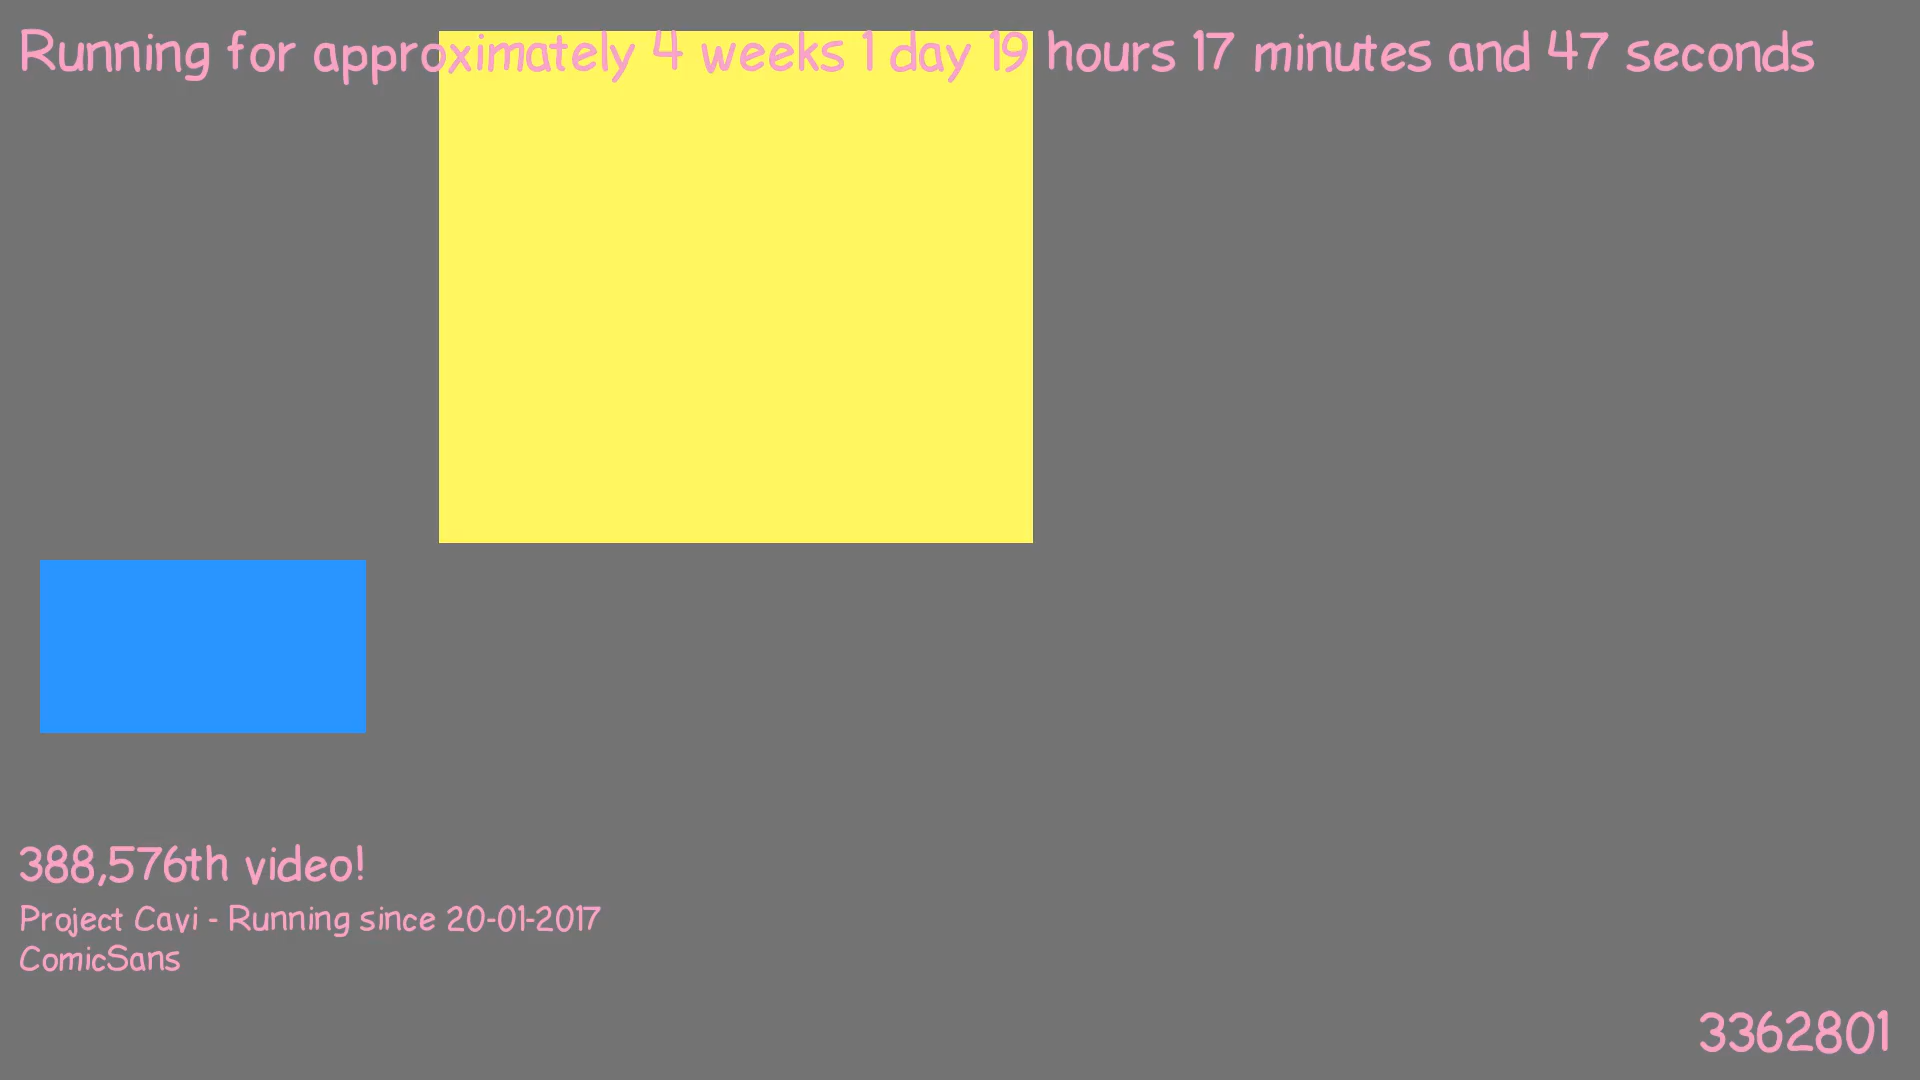 Running for approximately 4 weeks 1 day 19 hours 17 minutes and 47 seconds
388,576th video!
Project Cavi - Running since 20-01-2017
ComicSans
3362801